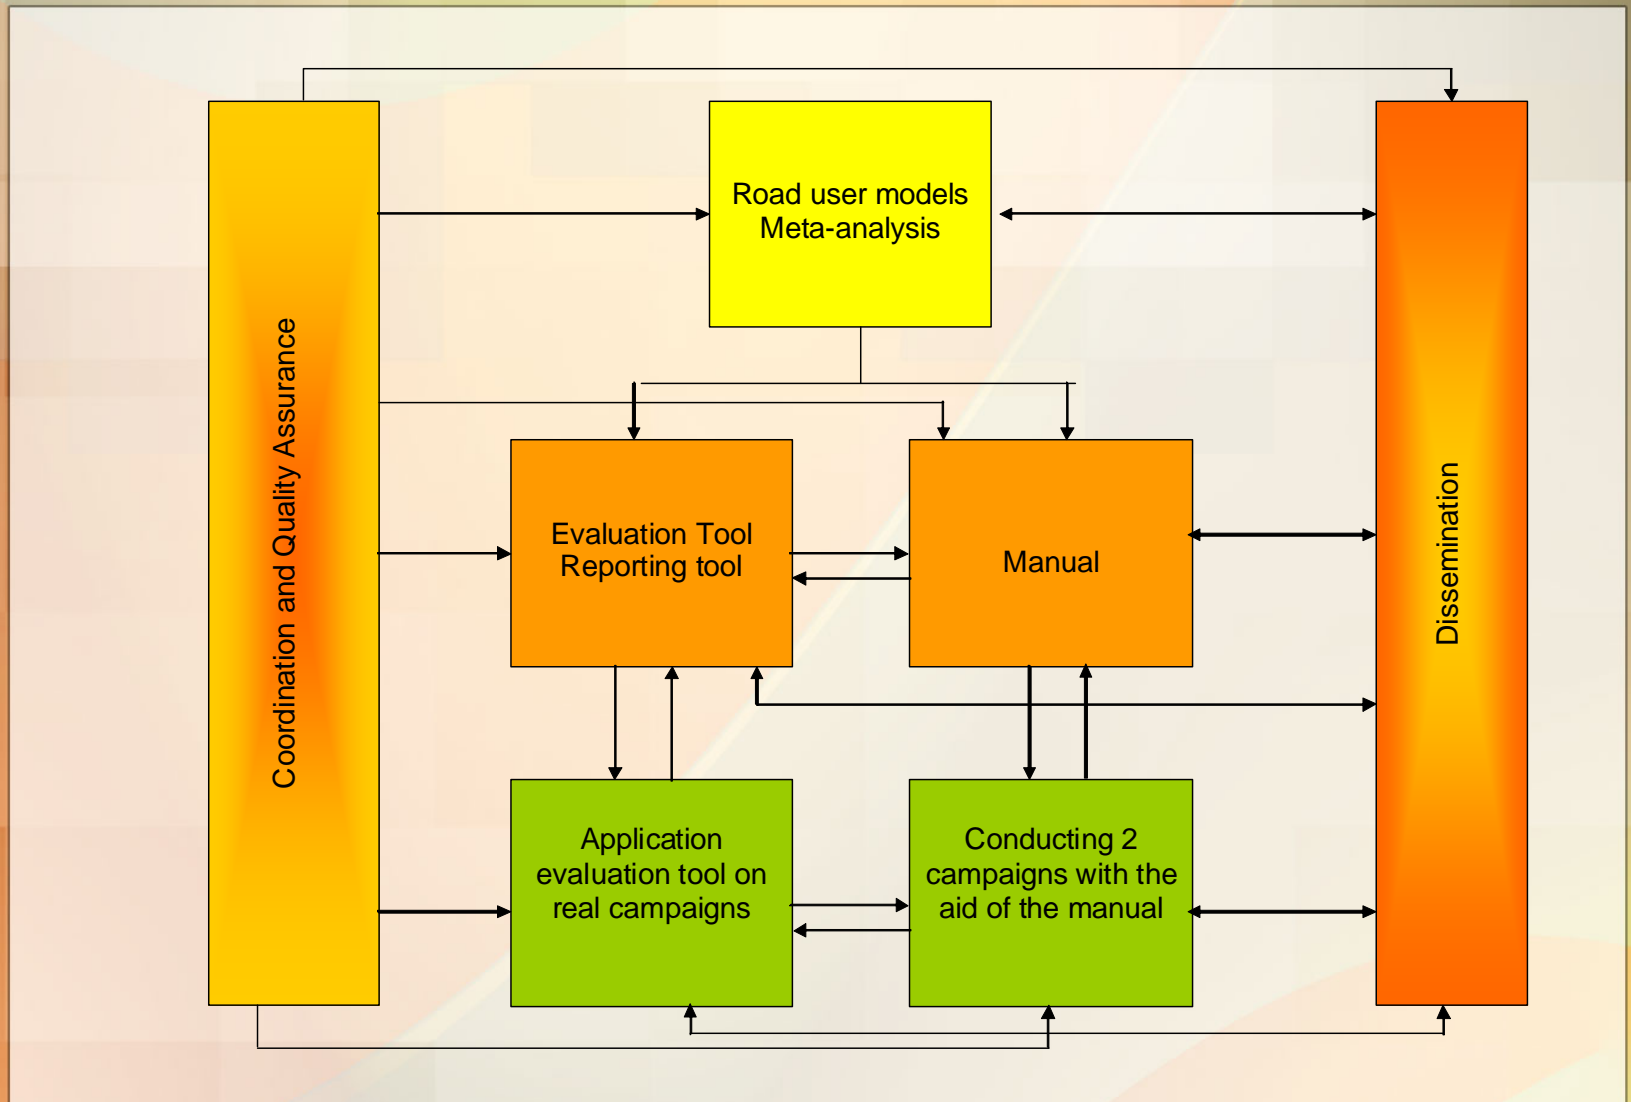 Coordination and Quality Assurance
Road user models
Meta-analysis
Evaluation Tool
Reporting tool
Manual
Application
evaluation tool on
real campaigns
Conducting 2
campaigns with the
aid of the manual
Dissemination